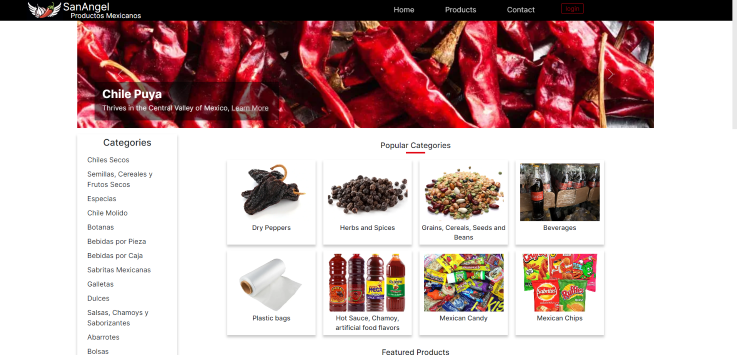 SanAngel
Productos Mexicanos
Home
Products
Contact
login
Chile Puya
Thrives in the Central Valley of Mexico, Learn More
Categories
Chiles Secos
Semillas, Cereales y
Frutos Secos
Especias
Chile Molido
Botanas
Bebidas por Pieza
Bebidas por Caja
Sabritas Mexicanas
Galletas
Dulces
Salsas, Chamoys y
Saborizantes
Abarrotes
Bolsas
Popular Categories
Dry Peppers
Herbs and Spices
Grains, Cereals, Seeds and
Beans
Beverages
Plastic bags
Hot Sauce, Chamoy,
artificial food flavors
Mexican Candy
Mexican Chips
Featured Products